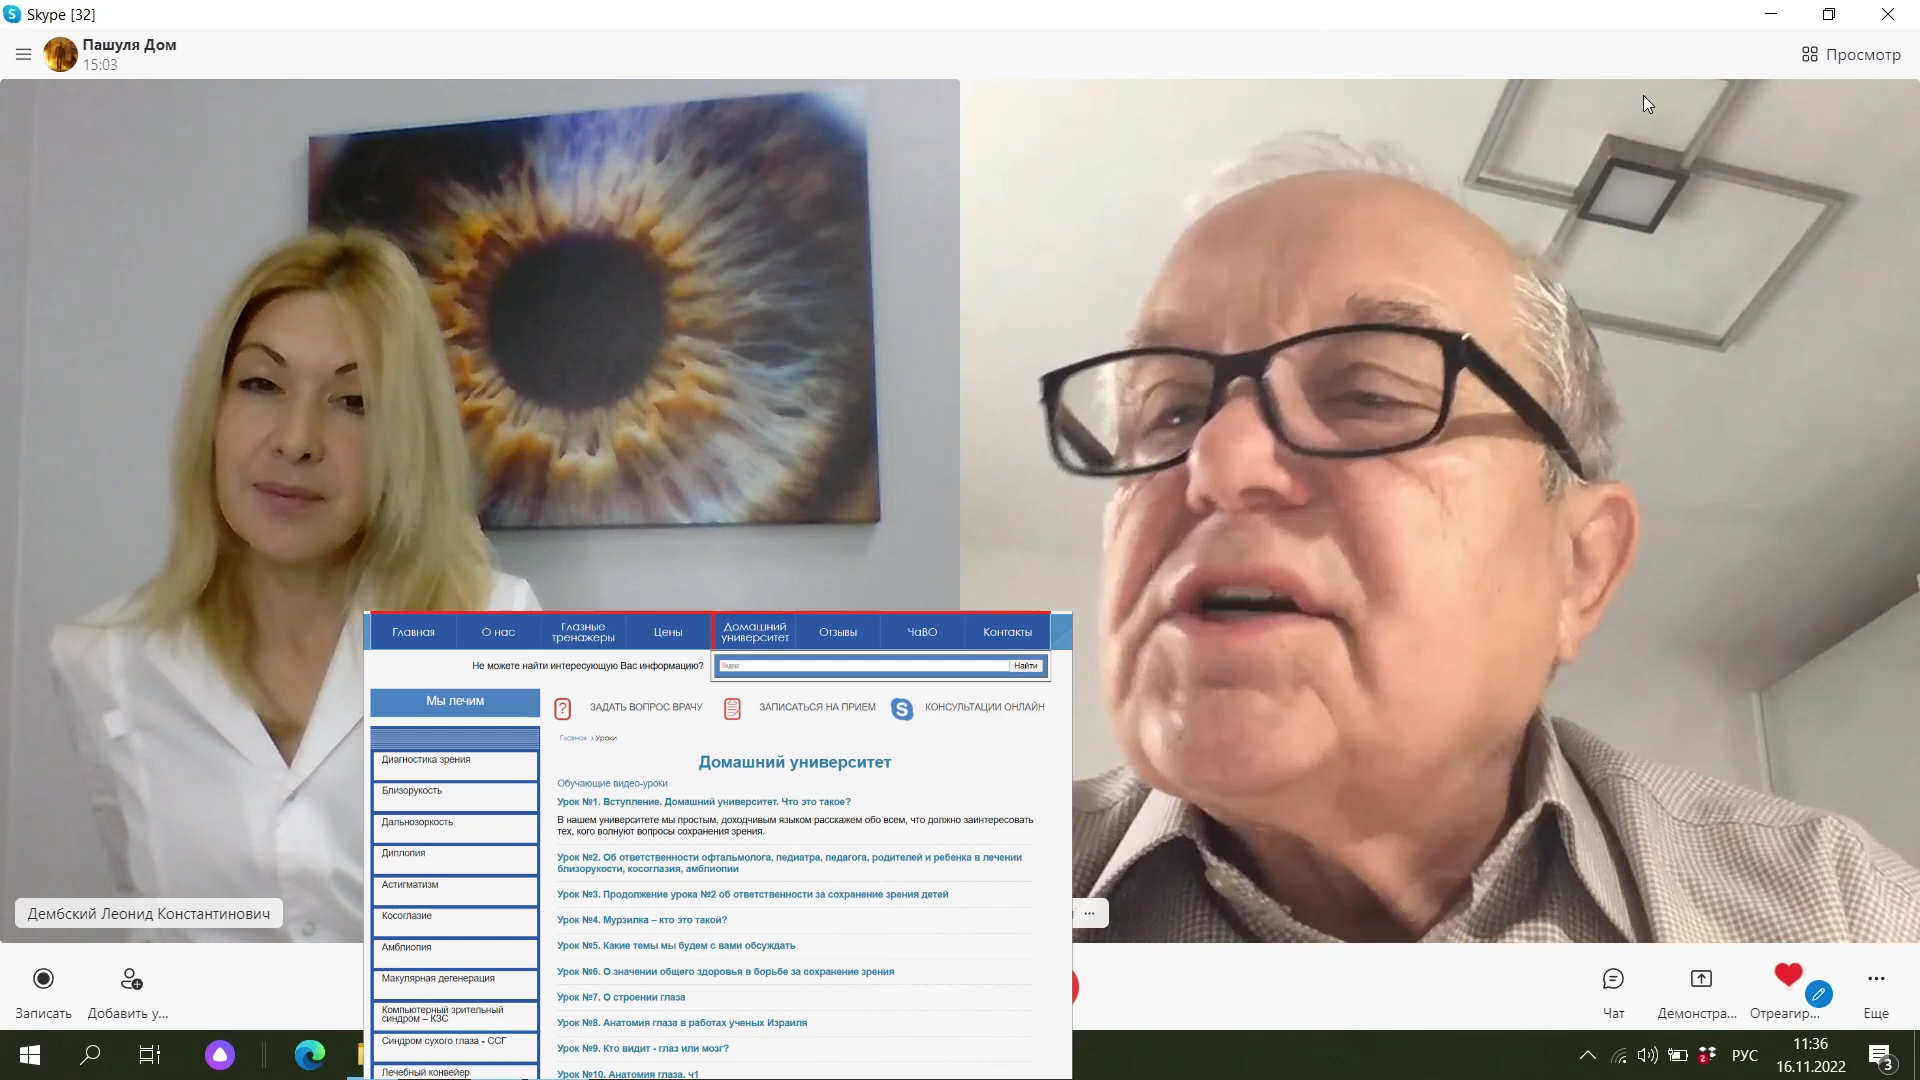 Skype [32]
Пашуля Дом
15:03
Просмотр
Дембский Леонид Константинович
Главная
О нас
Глазные тренажеры
Цены
Домашний университет
Отзывы
ЧаВО
Контакты
Не можете найти интересующую Вас информацию?
Яндекс
Найти
Мы лечим
ЗАДАТЬ ВОПРОС ВРАЧУ
ЗАПИСАТЬСЯ НА ПРИЕМ
КОНСУЛЬТАЦИИ ОНЛАЙН
Главная › Уроки
Диагностика зрения
Близорукость
Дальнозоркость
Диплопия
Астигматизм
Косоглазие
Амблиопия
Макулярная дегенерация
Компьютерный зрительный
синдром – КЗС
Синдром сухого глаза - ССГ
Лечебный конвейер
Домашний университет
Обучающие видео-уроки
Урок №1. Вступление. Домашний университет. Что это такое?
В нашем университете мы простым, доходчивым языком расскажем обо всем, что должно заинтересовать
тех, кого волнуют вопросы сохранения зрения.
Урок №2. Об ответственности офтальмолога, педиатра, педагога, родителей и ребенка в лечении
близорукости, косоглазия, амблиопии
Урок №3. Продолжение урока №2 об ответственности за сохранение зрения детей
Урок №4. Мурзилка – кто это такой?
Урок №5. Какие темы мы будем с вами обсуждать
Урок №6. О значении общего здоровья в борьбе за сохранение зрения
Урок №7. О строении глаза
Урок №8. Анатомия глаза в работах ученых Израиля
Урок №9. Кто видит - глаз или мозг?
Урок №10. Анатомия глаза. ч1
Записать
Добавить у...
Чат
Демонстра...
Отреагир...
Еще
2
РУС
11:36
16.11.2022
3